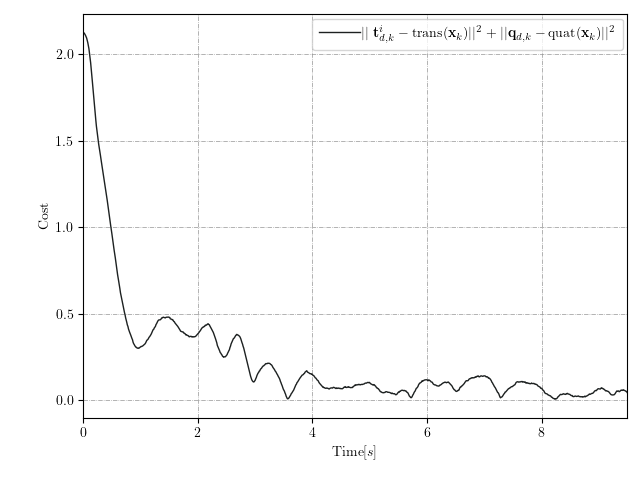 || t^i_{d,k} − trans(x_k)||^2 + ||q_{d,k} − quat(x_k)||^2
2.0
1.5
1.0
0.5
0.0
Cost
0 2 4 6 8
Time[s]